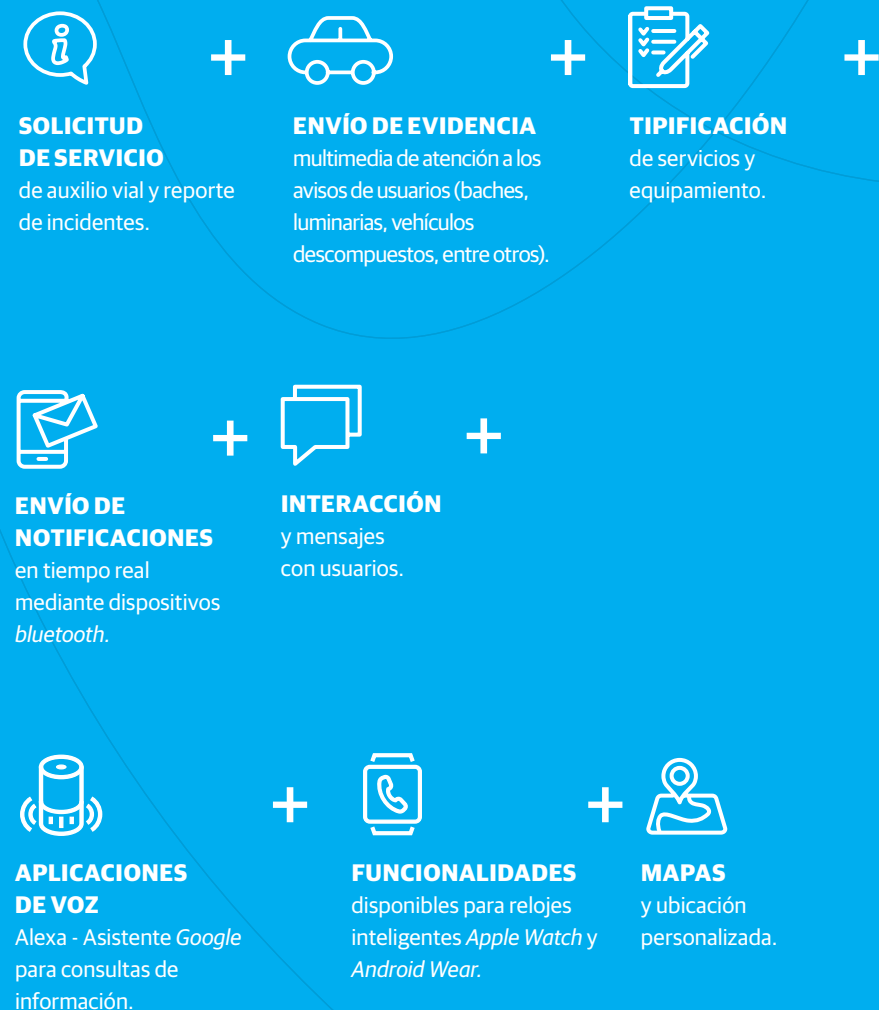 +
+
+
SOLICITUD
DE SERVICIO
de auxilio vial y reporte
de incidentes.
ENVÍO DE EVIDENCIA
multimedia de atención a los
avisos de usuarios (baches,
luminarias, vehículos
descompuestos, entre otros).
TIPIFICACIÓN
de servicios y
equipamiento.
+
+
ENVÍO DE
NOTIFICACIONES
en tiempo real
mediante dispositivos
bluetooth.
INTERACCIÓN
y mensajes
con usuarios.
+
+
APLICACIONES
DE VOZ
Alexa - Asistente Google
para consultas de
información.
FUNCIONALIDADES
disponibles para relojes
inteligentes Apple Watch y
Android Wear.
MAPAS
y ubicación
personalizada.